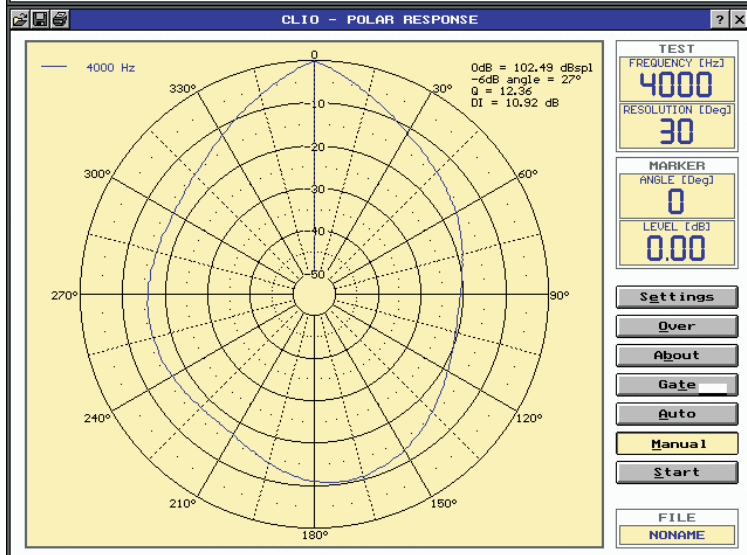 CLIO - POLAR RESPONSE
? X
4000 Hz
0dB = 102.49 dBspl
-6dB angle = 27°
Q = 12.36
DI = 10.92 dB
0
330°
30°
-10
-20
300°
60°
-30
-40
-50
270°
90°
240°
120°
210°
150°
180°
TEST
FREQUENCY [Hz]
4000
RESOLUTION [Deg]
30
MARKER
ANGLE [Deg]
0
LEVEL [dB]
0.00
Settings
Over
About
Gate
Auto
Manual
Start
FILE
NONAME